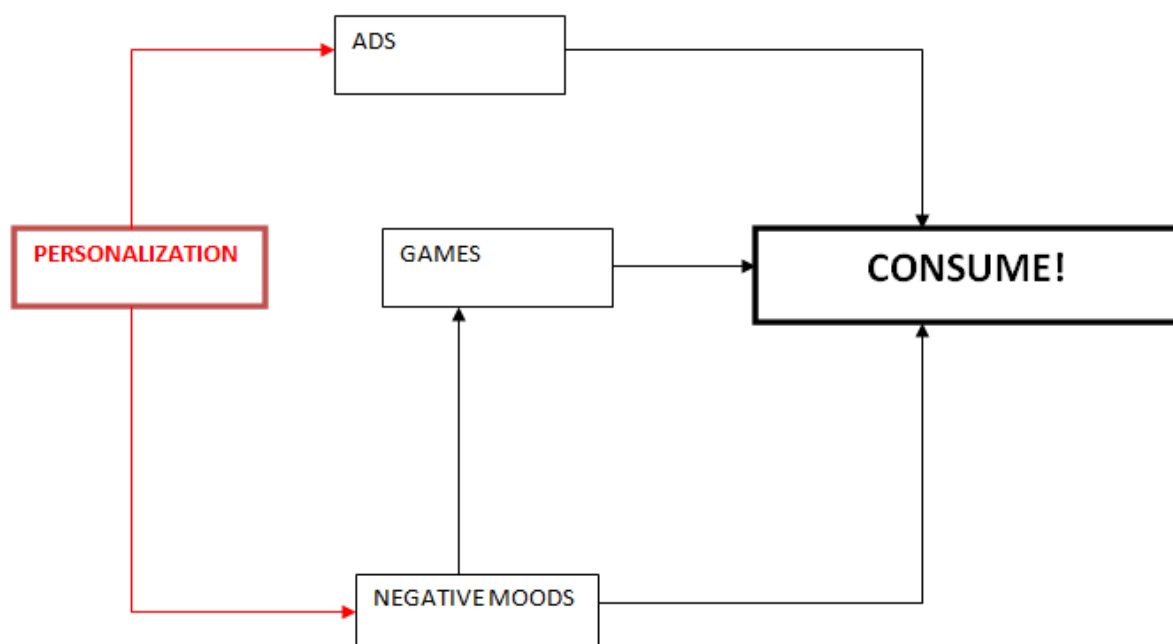 ADS
PERSONALIZATION
GAMES
CONSUME!
NEGATIVE MOODS